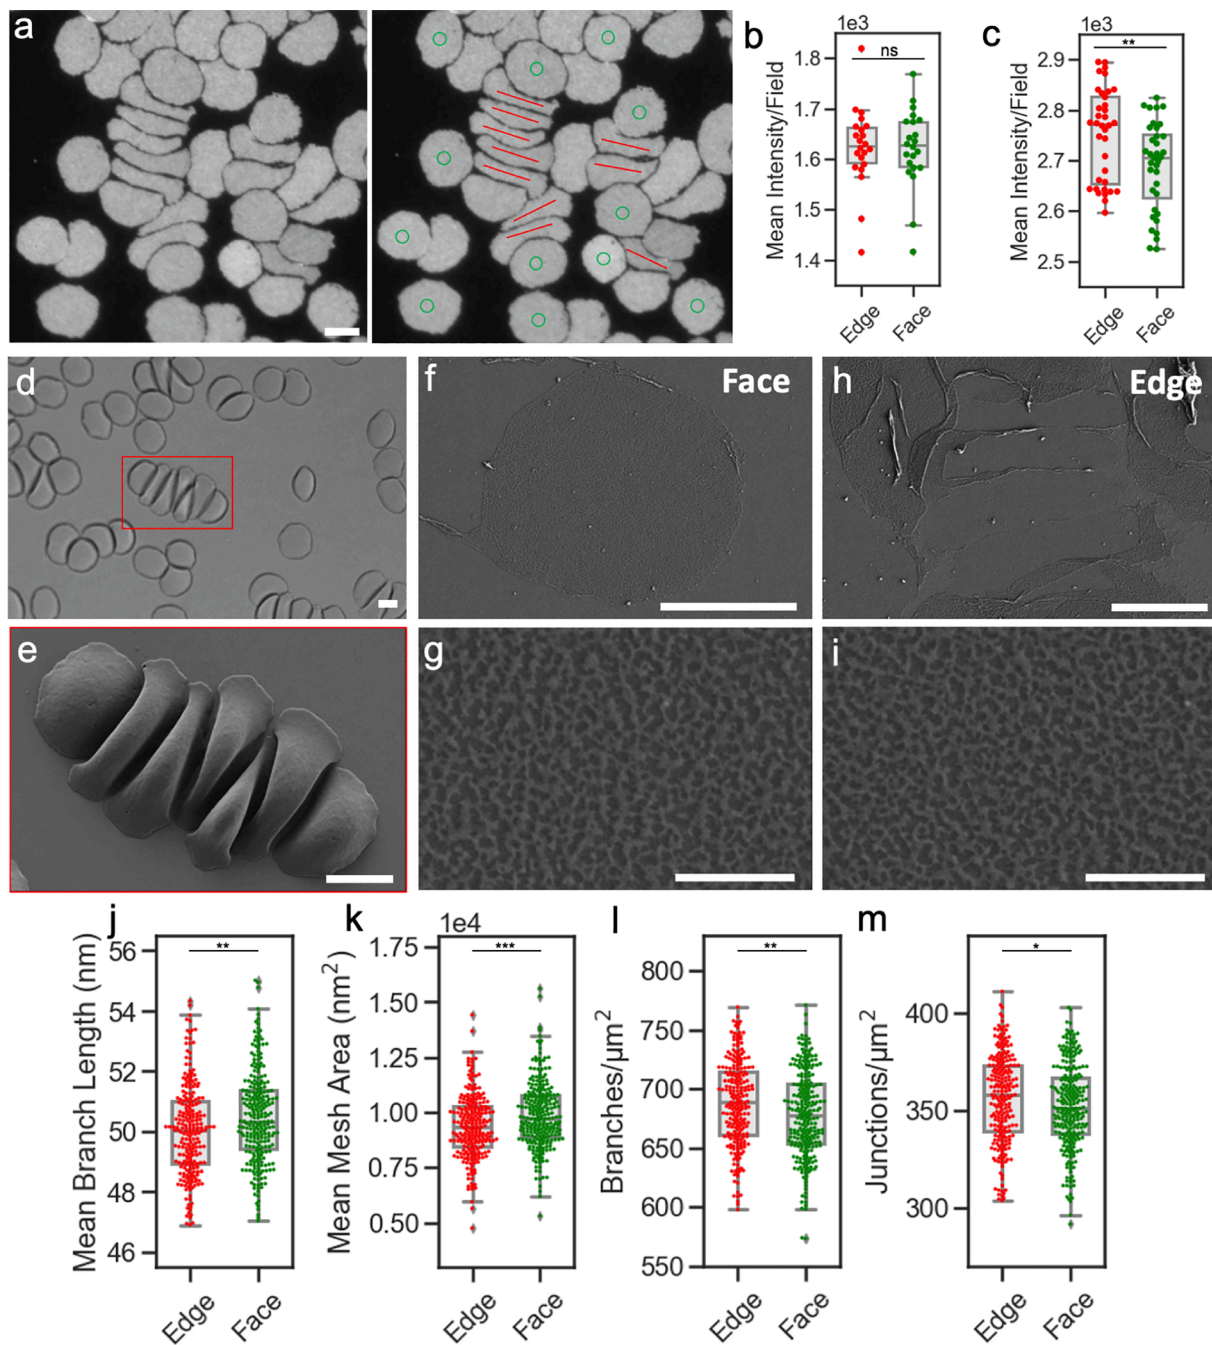 a
b
1e3
ns
Mean Intensity/Field
1.8
1.7
1.6
1.5
1.4
Edge
Face
c
1e3
**
Mean Intensity/Field
2.9
2.8
2.7
2.6
2.5
Edge
Face
d
f
Face
h
Edge
e
g
i
j
**
Mean Branch Length (nm)
56
54
52
50
48
46
Edge
Face
k
1e4
***
Mean Mesh Area (nm²)
1.75
1.50
1.25
1.00
0.75
0.50
Edge
Face
l
**
Branches/µm²
800
750
700
650
600
550
Edge
Face
m
*
Junctions/µm²
400
350
300
Edge
Face